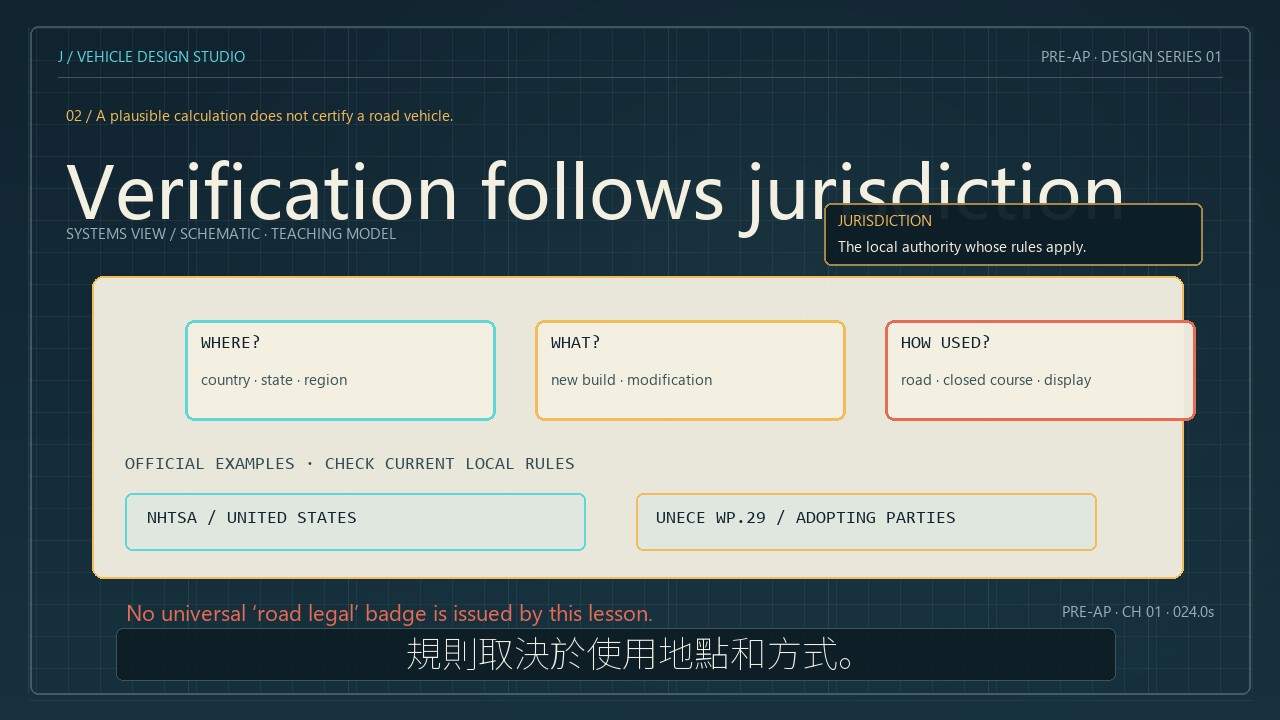 J / VEHICLE DESIGN STUDIO
PRE-AP · DESIGN SERIES 01
02 / A plausible calculation does not certify a road vehicle.
Verification follows jurisdiction
SYSTEMS VIEW / SCHEMATIC · TEACHING MODEL
JURISDICTION
The local authority whose rules apply.
WHERE?
country · state · region
WHAT?
new build · modification
HOW USED?
road · closed course · display
OFFICIAL EXAMPLES · CHECK CURRENT LOCAL RULES
NHTSA / UNITED STATES
UNECE WP.29 / ADOPTING PARTIES
No universal ‘road legal’ badge is issued by this lesson.
PRE-AP · CH 01 · 024.0s
規則取決於使用地點和方式。